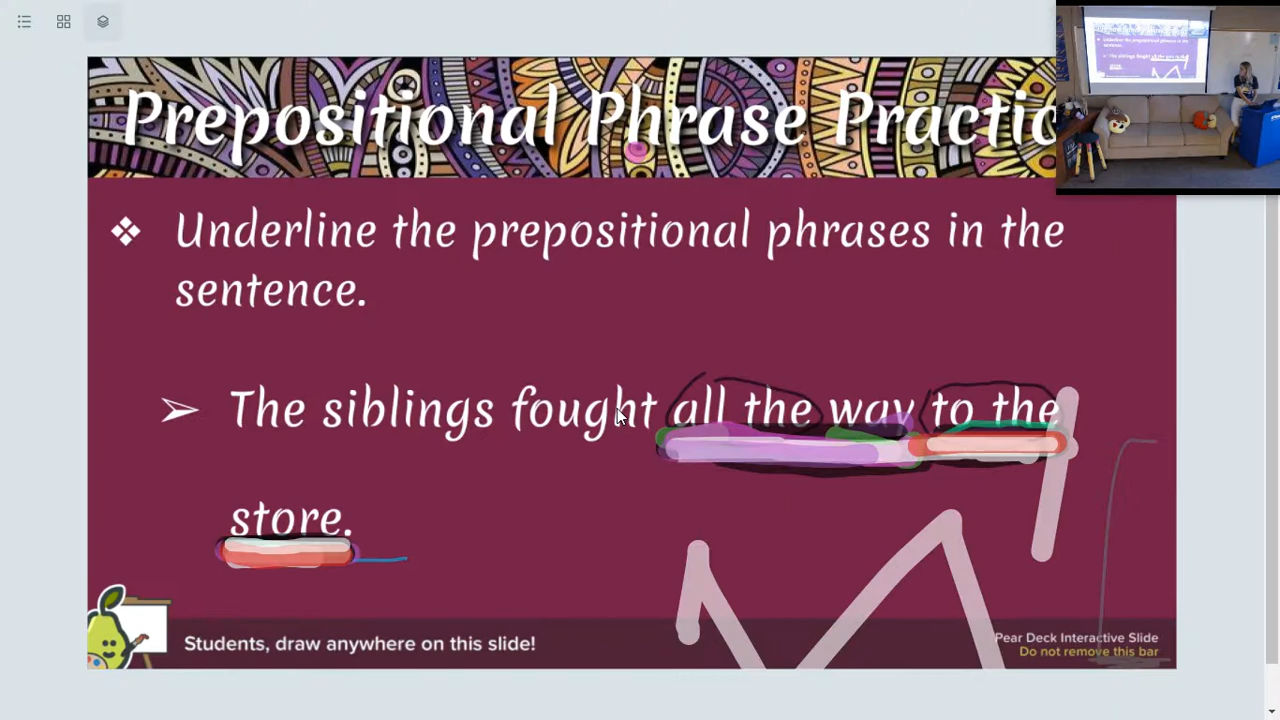 Prepositional Phrase Practic
Underline the prepositional phrases in the
sentence.
The siblings fought all the way to the
store.
Students, draw anywhere on this slide!
Pear Deck Interactive Slide
Do not remove this bar